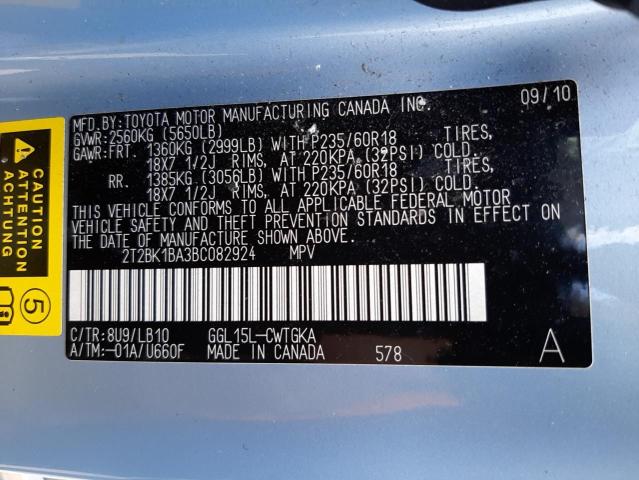 MFD.BY:TOYOTA MOTOR MANUFACTURING CANADA INC. 09/10
GVWR: 2560KG (5650LB)
GAWR:FRT. 1360KG (2999LB) WITH P235/60R18 TIRES,
18X7 1/2J RIMS, AT 220KPA (32PSI) COLD.
RR. 1385KG (3056LB) WITH P235/60R18 TIRES,
18X7 1/2J RIMS, AT 220KPA (32PSI) COLD.
THIS VEHICLE CONFORMS TO ALL APPLICABLE FEDERAL MOTOR
VEHICLE SAFETY AND THEFT PREVENTION STANDARDS IN EFFECT ON
THE DATE OF MANUFACTURE SHOWN ABOVE.
2T2BK1BA3BC082924 MPV
C/TR:8U9/LB10 GGL15L-CWTGKA
A/TM:-01A/U660F MADE IN CANADA 578 A
CAUTION
ATTENTION
ACHTUNG
5